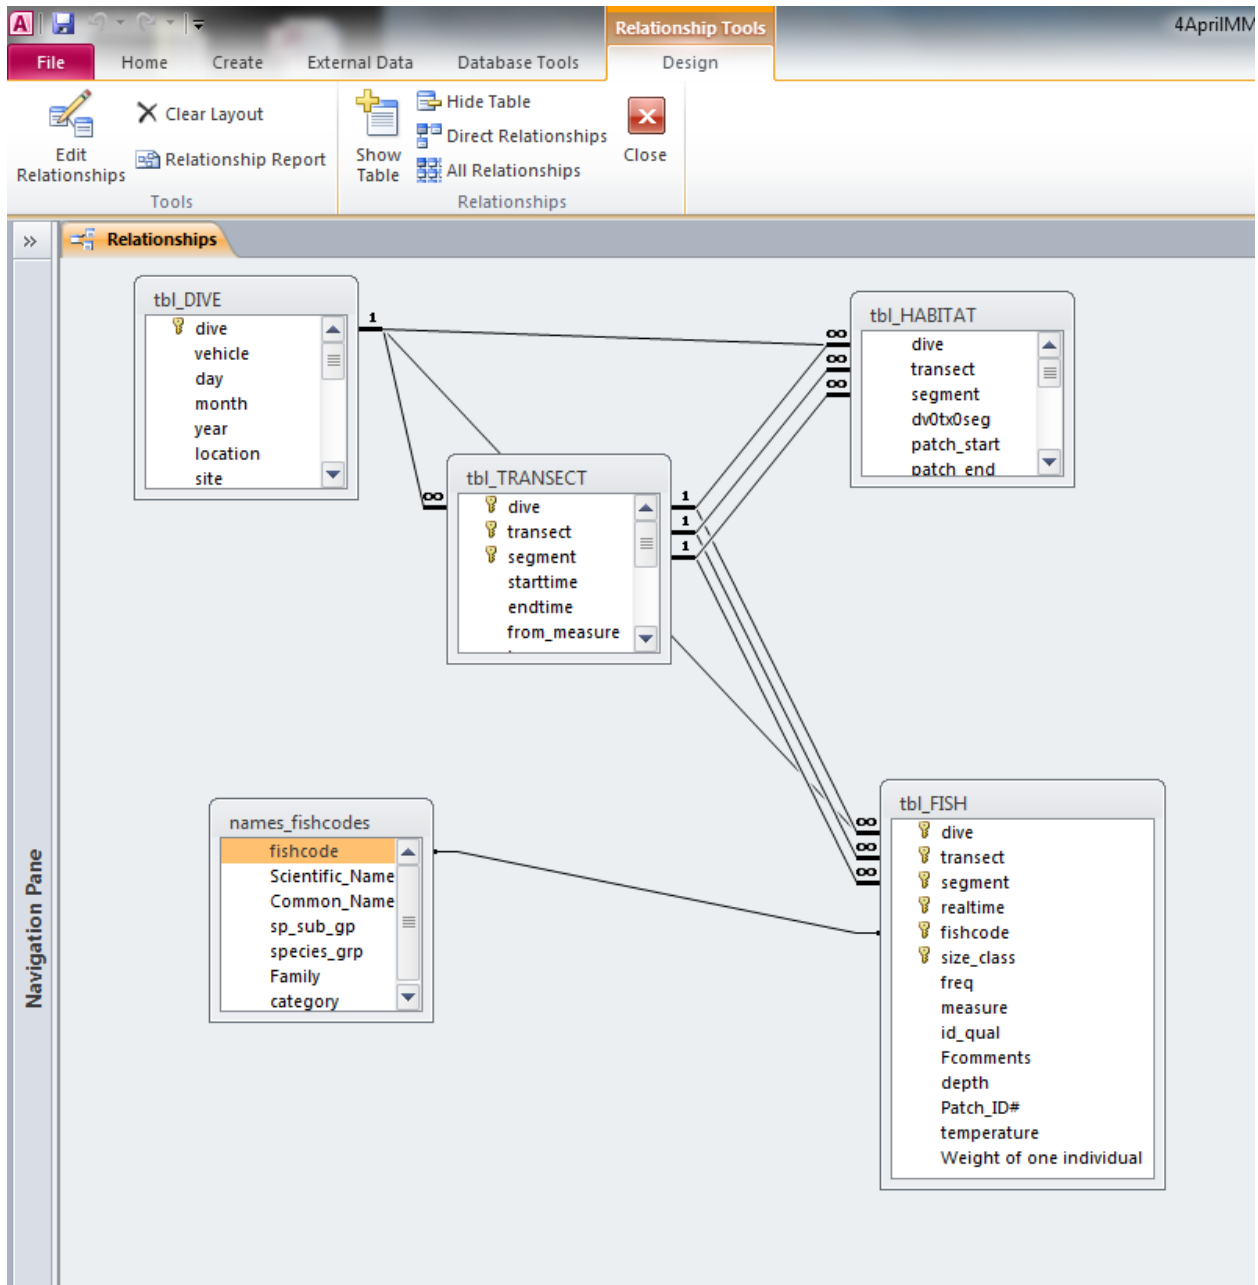 A
Relationship Tools
4AprilMM
File
Home
Create
External Data
Database Tools
Design
Edit
Relationships
Clear Layout
Relationship Report
Tools
Show
Table
Hide Table
Direct Relationships
All Relationships
Relationships
Close
»
Relationships
Navigation Pane
tbl_DIVE
dive
vehicle
day
month
year
location
site
1
∞
tbl_HABITAT
dive
transect
segment
dv0tx0seg
patch_start
patch_end
∞
∞
∞
tbl_TRANSECT
dive
transect
segment
starttime
endtime
from_measure
1
1
1
names_fishcodes
fishcode
Scientific_Name
Common_Name
sp_sub_gp
species_grp
Family
category
tbl_FISH
dive
transect
segment
realtime
fishcode
size_class
freq
measure
id_qual
Fcomments
depth
Patch_ID#
temperature
Weight of one individual
∞
∞
∞